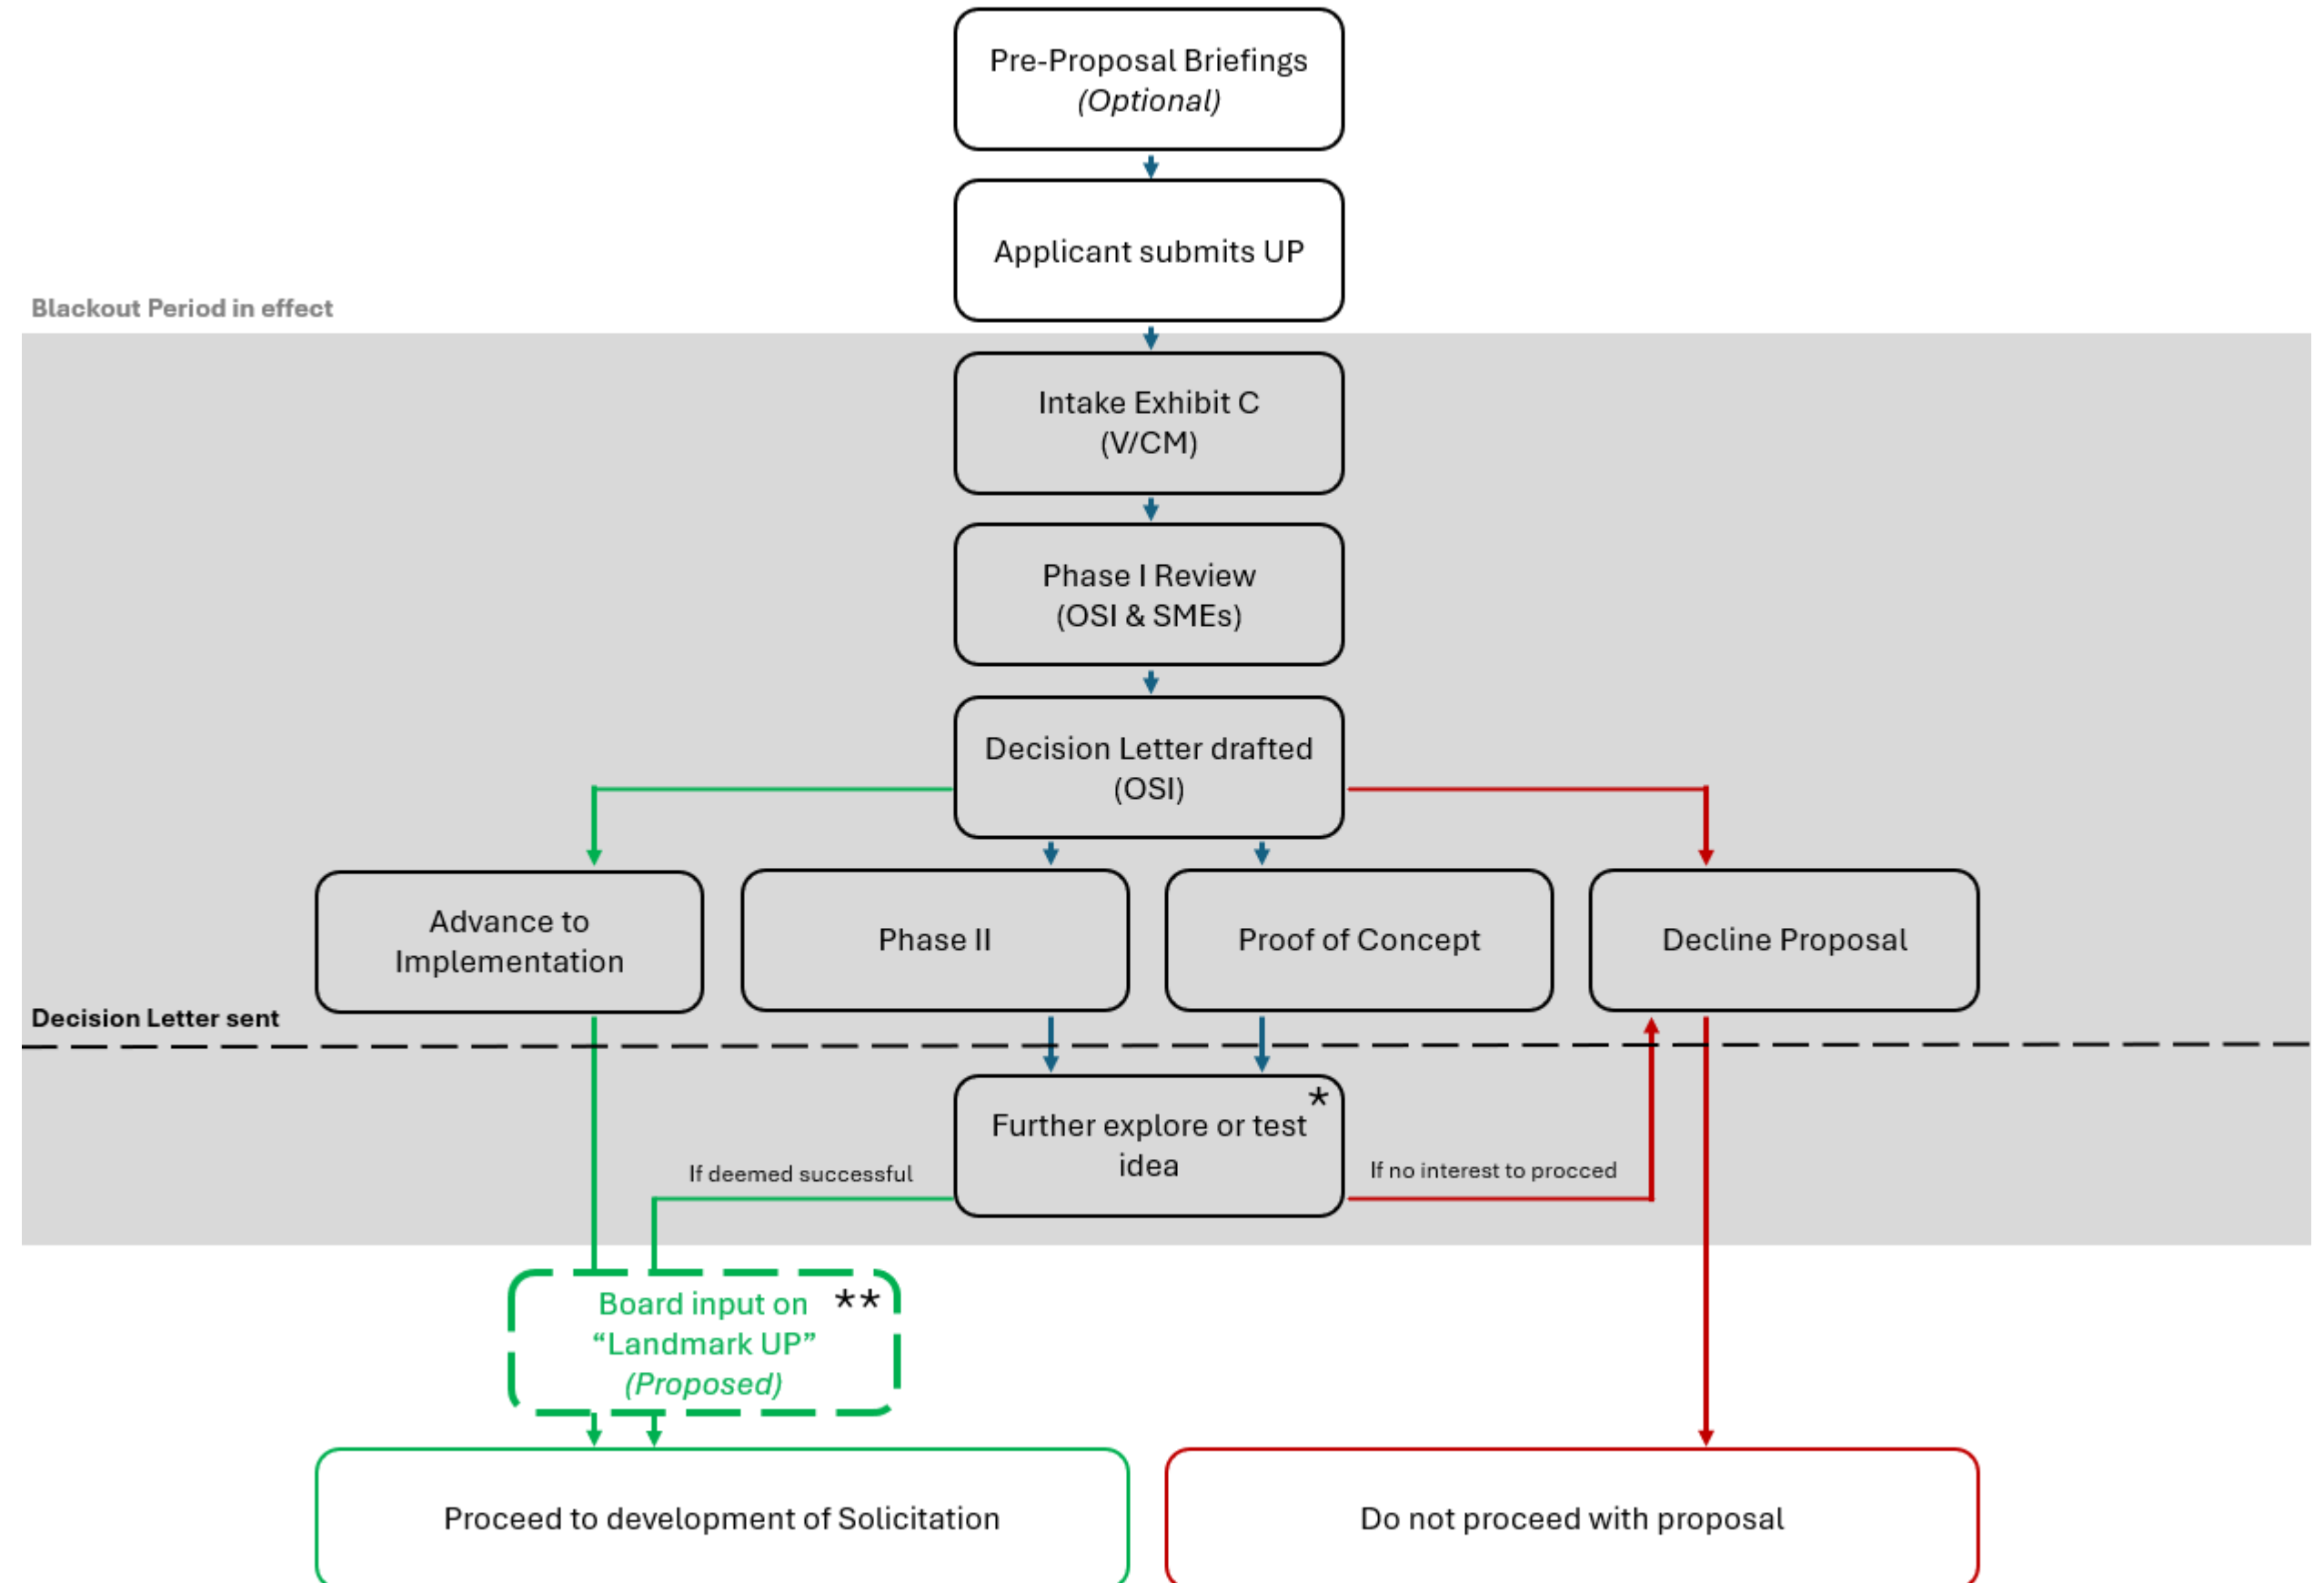 Pre-Proposal Briefings
(Optional)
Applicant submits UP
Blackout Period in effect
Intake Exhibit C
(V/CM)
Phase I Review
(OSI & SMEs)
Decision Letter drafted
(OSI)
Advance to
Implementation
Phase II
Proof of Concept
Decline Proposal
Decision Letter sent
Further explore or test
idea
*
If deemed successful
If no interest to procced
Board input on
“Landmark UP”
(Proposed)
**
Proceed to development of Solicitation
Do not proceed with proposal